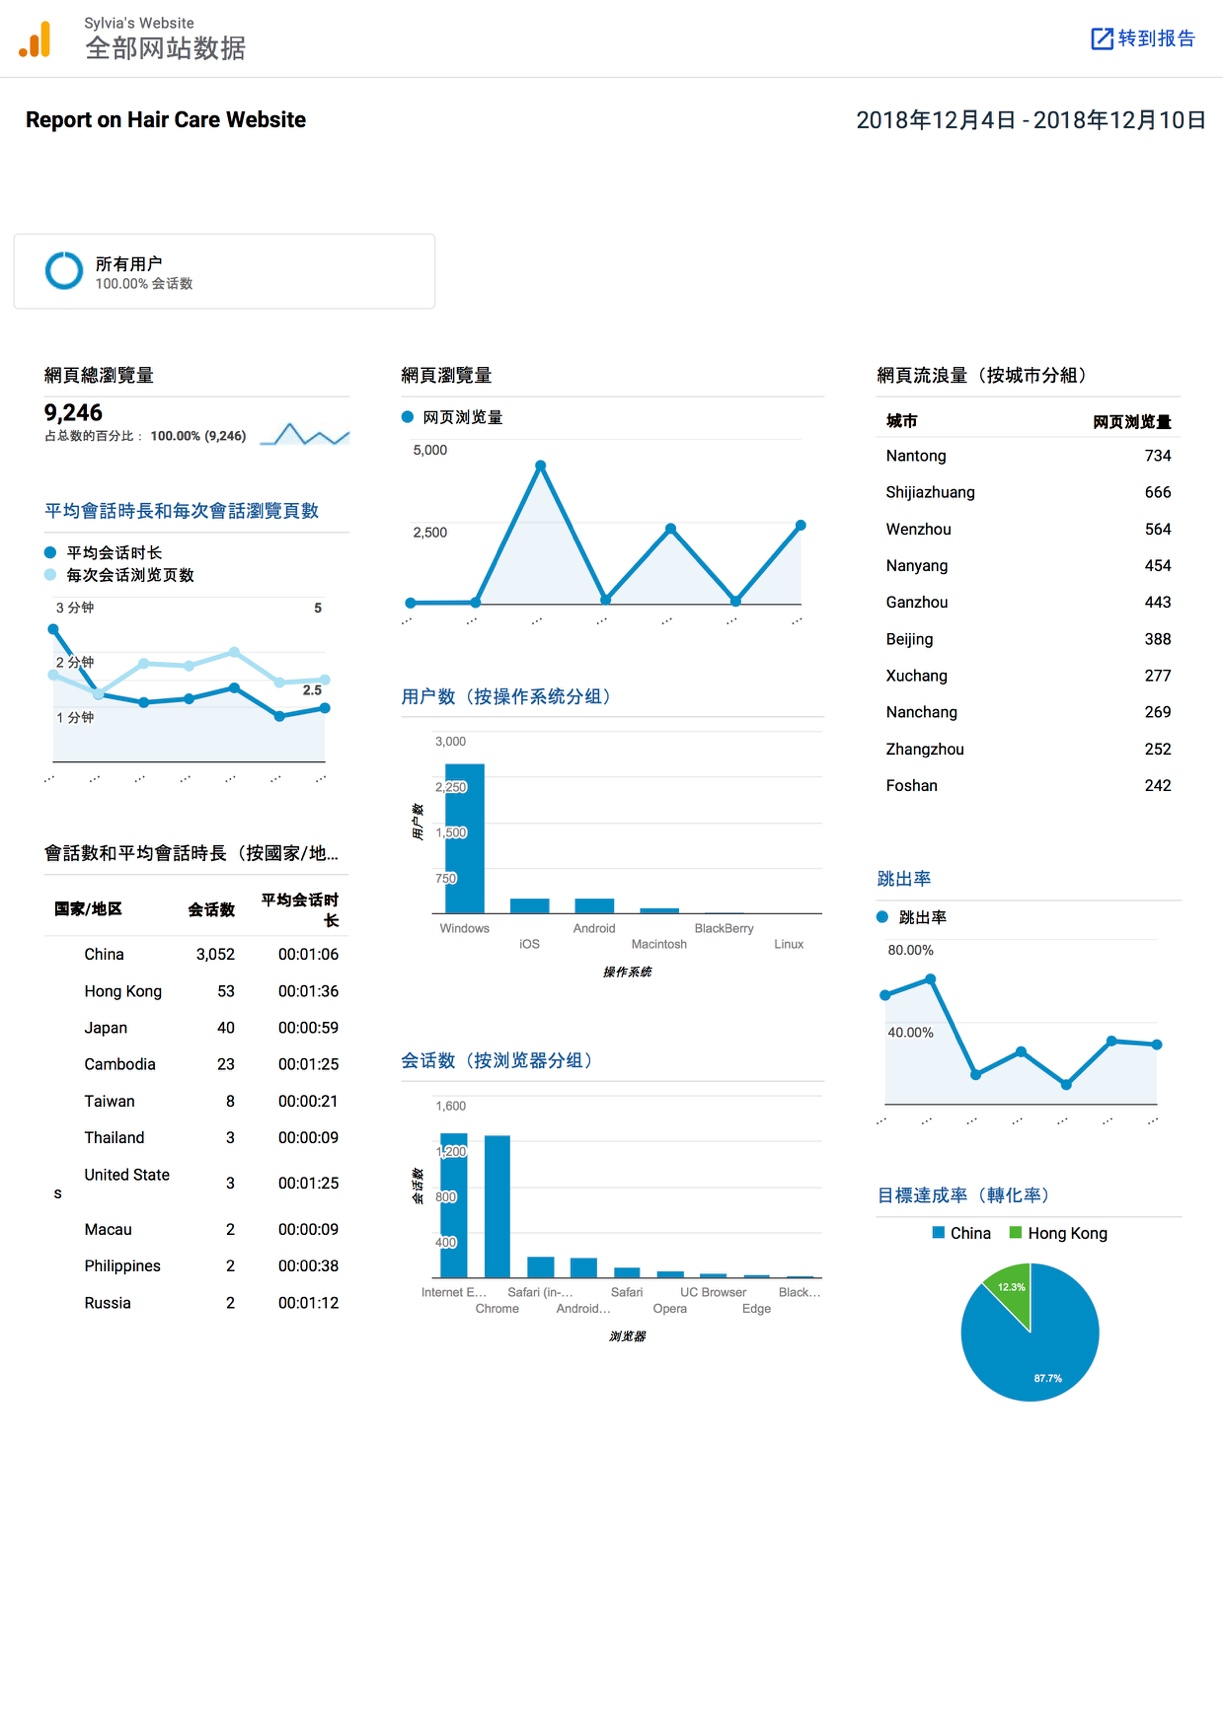 Sylvia's Website
全部网站数据
转到报告
Report on Hair Care Website
2018年12月4日 - 2018年12月10日
所有用户
100.00% 会话数
網頁總瀏覽量
9,246
占总数的百分比： 100.00% (9,246)
平均會話時長和每次會話瀏覽頁數
平均会话时长
每次会话浏览页数
3 分钟
5
2 分钟
2.5
1 分钟
...
...
...
...
...
...
...
會話數和平均會話時長（按國家/地...
国家/地区 会话数 平均会话时
长
China 3,052 00:01:06
Hong Kong 53 00:01:36
Japan 40 00:00:59
Cambodia 23 00:01:25
Taiwan 8 00:00:21
Thailand 3 00:00:09
United State
s 3 00:01:25
Macau 2 00:00:09
Philippines 2 00:00:38
Russia 2 00:01:12
網頁瀏覽量
网页浏览量
5,000
2,500
...
...
...
...
...
...
...
用户数（按操作系统分组）
3,000
2,250
1,500
750
用户数
Windows
iOS
Android
Macintosh
BlackBerry
Linux
操作系统
会话数（按浏览器分组）
1,600
1,200
800
400
会话数
Internet E...
Chrome
Safari (in-...
Android...
Safari
Opera
UC Browser
Edge
Black...
浏览器
網頁流浪量（按城市分組）
城市 网页浏览量
Nantong 734
Shijiazhuang 666
Wenzhou 564
Nanyang 454
Ganzhou 443
Beijing 388
Xuchang 277
Nanchang 269
Zhangzhou 252
Foshan 242
跳出率
跳出率
80.00%
40.00%
...
...
...
...
...
...
...
目標達成率（轉化率）
China Hong Kong
12.3%
87.7%